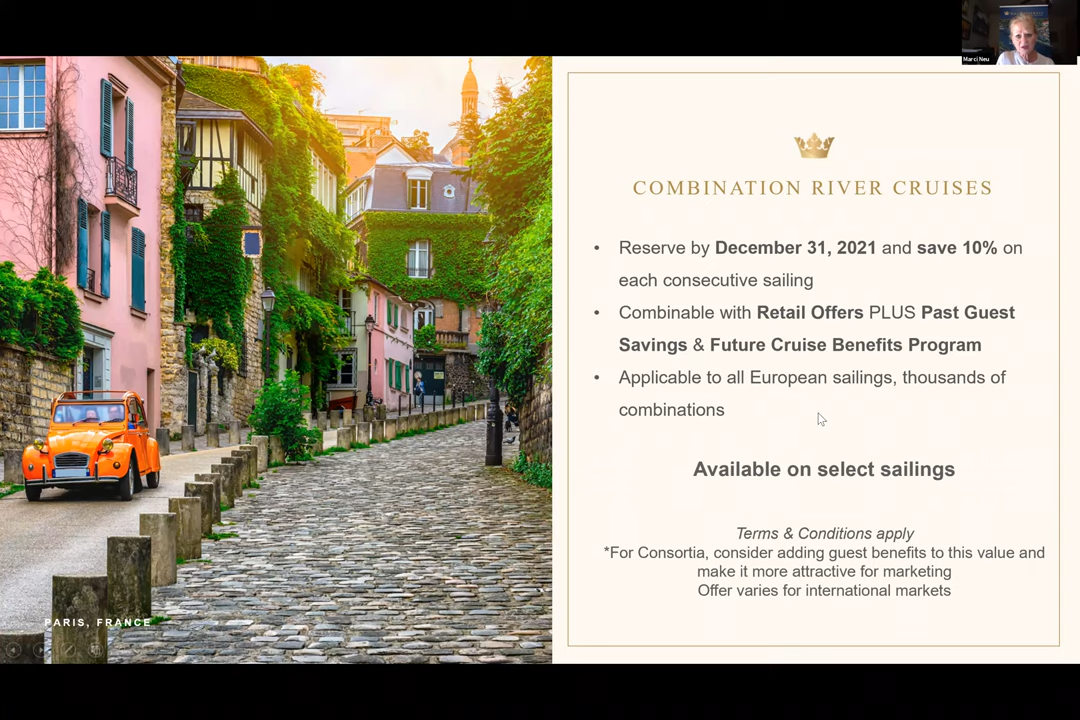 Marci Neu
COMBINATION RIVER CRUISES
• Reserve by December 31, 2021 and save 10% on
each consecutive sailing
• Combinable with Retail Offers PLUS Past Guest
Savings & Future Cruise Benefits Program
• Applicable to all European sailings, thousands of
combinations
Available on select sailings
Terms & Conditions apply
*For Consortia, consider adding guest benefits to this value and
make it more attractive for marketing
Offer varies for international markets
PARIS, FRANCE